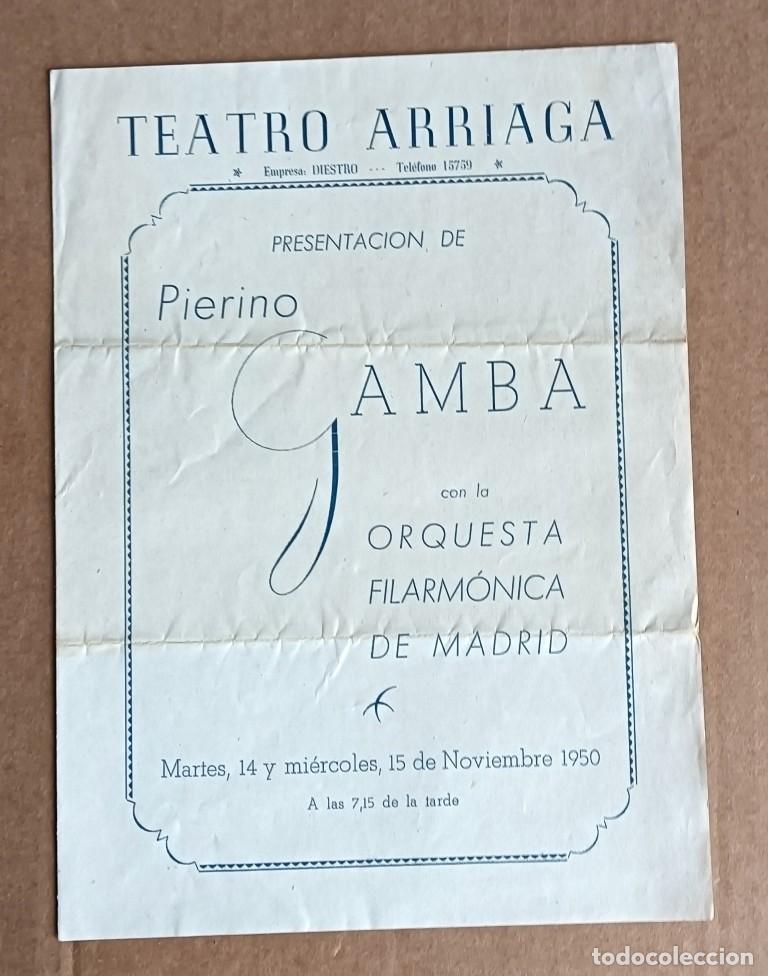 TEATRO ARRIAGA
* Empresa: DIESTRO --- Teléfono 15759 *
PRESENTACION DE
Pierino
GAMBA
con la
ORQUESTA
FILARMÓNICA
DE MADRID
Martes, 14 y miércoles, 15 de Noviembre 1950
A las 7,15 de la tarde
todocoleccion